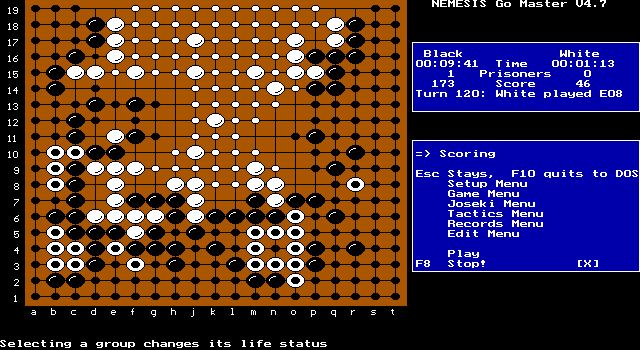 NEMESIS Go Master V4.7
Black White
00:09:41 Time 00:01:13
1 Prisoners 0
173 Score 46
Turn 120: White played E08
=> Scoring
Esc Stays, F10 quits to DOS
Setup Menu
Game Menu
Joseki Menu
Tactics Menu
Records Menu
Edit Menu
Play
F8 Stop! [X]
19
18
17
16
15
14
13
12
11
10
9
8
7
6
5
4
3
2
1
a b c d e f g h j k l m n o p q r s t
Selecting a group changes its life status